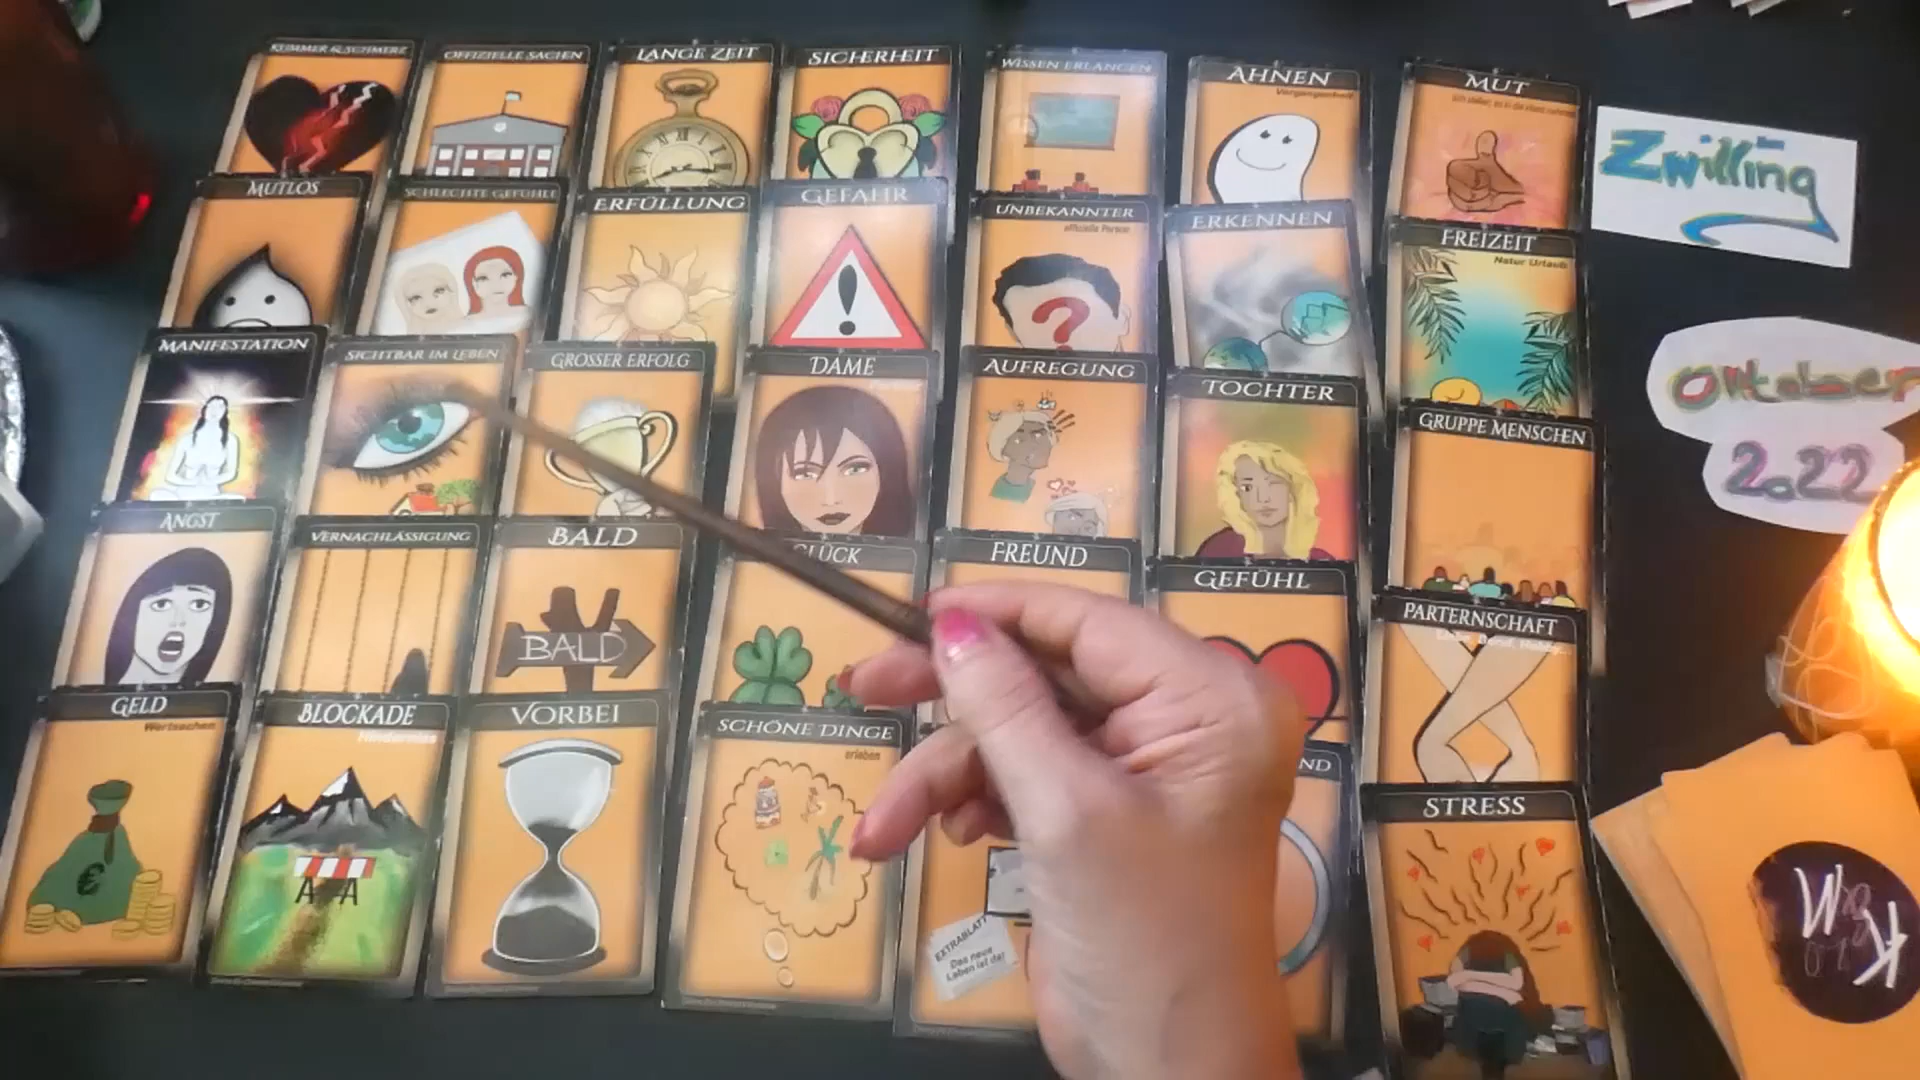 KUMMER & SCHMERZ
OFFIZIELLE SACHEN
LANGE ZEIT
SICHERHEIT
WISSEN ERLANGEN
AHNEN
Vergangenheit
MUT
Zwilling
MUTLOS
SCHLECHTE GEFÜHLE
ERFÜLLUNG
GEFAHR
UNBEKANNTER
offizielle Person
ERKENNEN
FREIZEIT
Natur Urlaub
MANIFESTATION
SICHTBAR IM LEBEN
GROSSER ERFOLG
DAME
AUFREGUNG
TOCHTER
GRUPPE MENSCHEN
Oktober
2022
ANGST
VERNACHLÄSSIGUNG
BALD
BALD
GLÜCK
FREUND
GEFÜHL
PARTERNSCHAFT
GELD
Wertsachen
BLOCKADE
Hinderniss
VORBEI
SCHÖNE DINGE
erleben
EXTRABLATT
Das neue
Leben ist da!
ND
STRESS